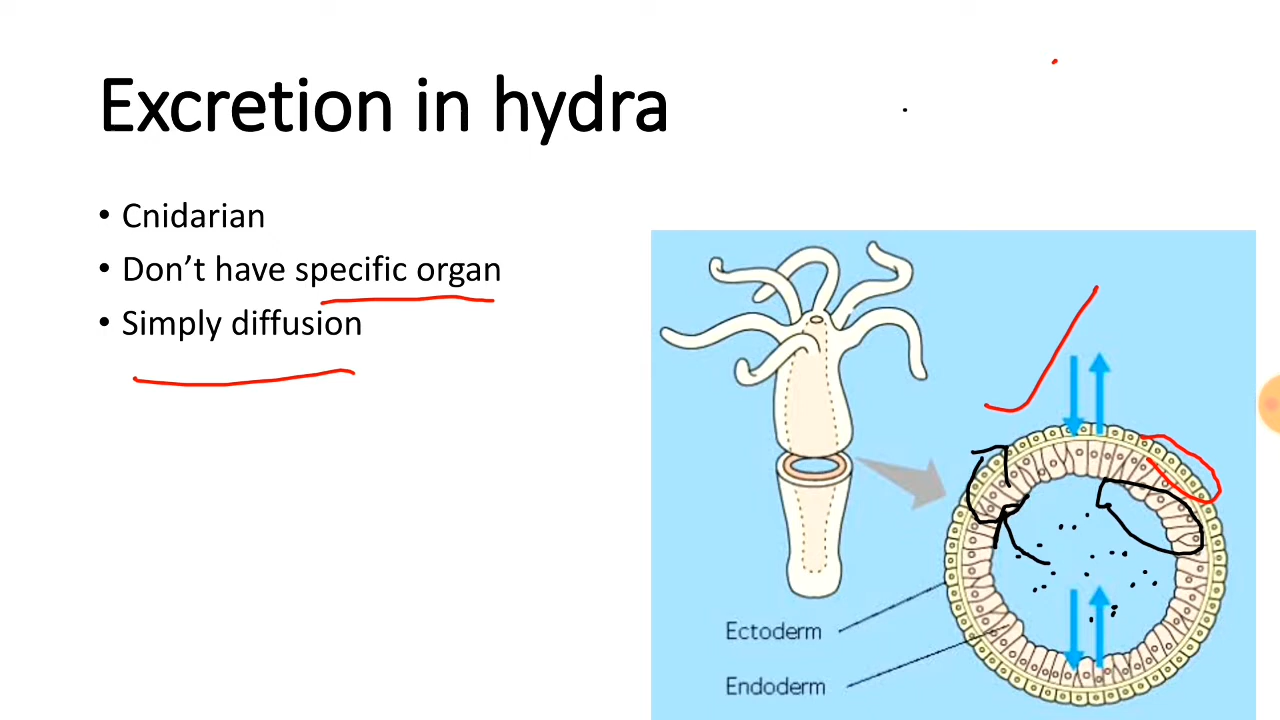 Excretion in hydra
• Cnidarian
• Don’t have specific organ
• Simply diffusion
Ectoderm
Endoderm